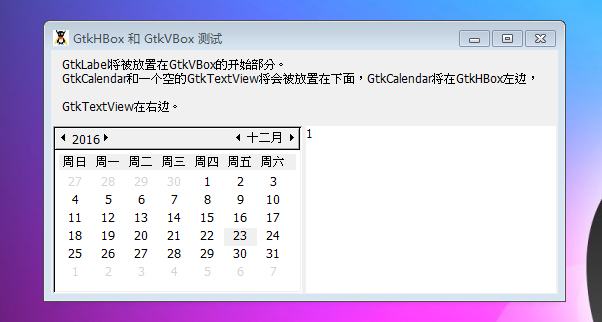 GtkHBox 和 GtkVBox 测试
GtkLabel将被放置在GtkVBox的开始部分。
GtkCalendar和一个空的GtkTextView将会被放置在下面，GtkCalendar将在GtkHBox左边，
GtkTextView在右边。
2016 十二月
周日 周一 周二 周三 周四 周五 周六
27 28 29 30 1 2 3
4 5 6 7 8 9 10
11 12 13 14 15 16 17
18 19 20 21 22 23 24
25 26 27 28 29 30 31
1 2 3 4 5 6 7
1